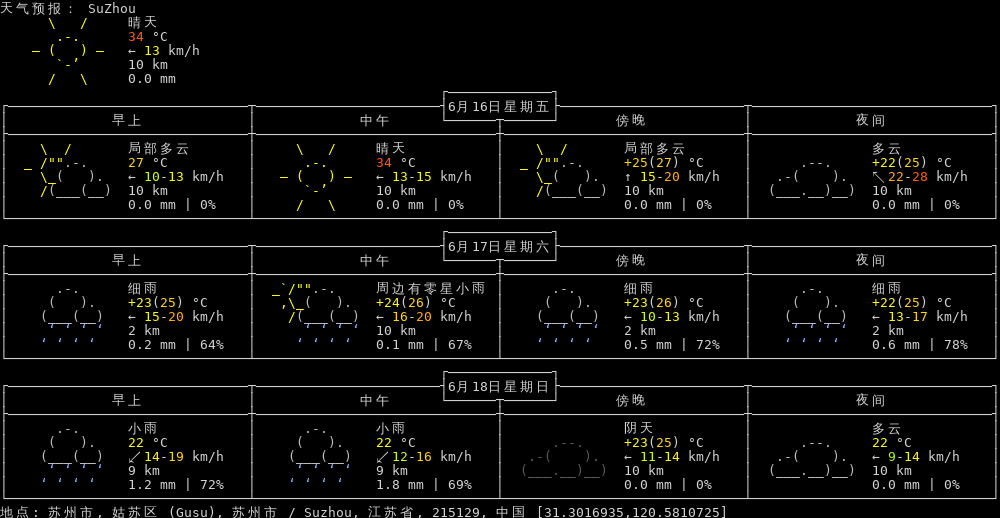 天气预报: SuZhou
晴天
34 °C
← 13 km/h
10 km
0.0 mm
6月16日星期五
早上 中午 傍晚 夜间
局部多云 晴天 局部多云 多云
27 °C 34 °C +25(27) °C +22(25) °C
← 10-13 km/h ← 13-15 km/h ↑ 15-20 km/h ↖ 22-28 km/h
10 km 10 km 10 km 10 km
0.0 mm | 0% 0.0 mm | 0% 0.0 mm | 0% 0.0 mm | 0%
6月17日星期六
早上 中午 傍晚 夜间
细雨 周边有零星小雨 细雨 细雨
+23(25) °C +24(26) °C +23(26) °C +22(25) °C
← 15-20 km/h ← 16-20 km/h ← 10-13 km/h ← 13-17 km/h
2 km 10 km 2 km 2 km
0.2 mm | 64% 0.1 mm | 67% 0.5 mm | 72% 0.6 mm | 78%
6月18日星期日
早上 中午 傍晚 夜间
小雨 小雨 阴天 多云
22 °C 22 °C +23(25) °C 22 °C
↙ 14-19 km/h ↙ 12-16 km/h ← 11-14 km/h ← 9-14 km/h
9 km 9 km 10 km 10 km
1.2 mm | 72% 1.8 mm | 69% 0.0 mm | 0% 0.0 mm | 0%
地点: 苏州市, 姑苏区 (Gusu), 苏州市 / Suzhou, 江苏省, 215129, 中国 [31.3016935,120.5810725]